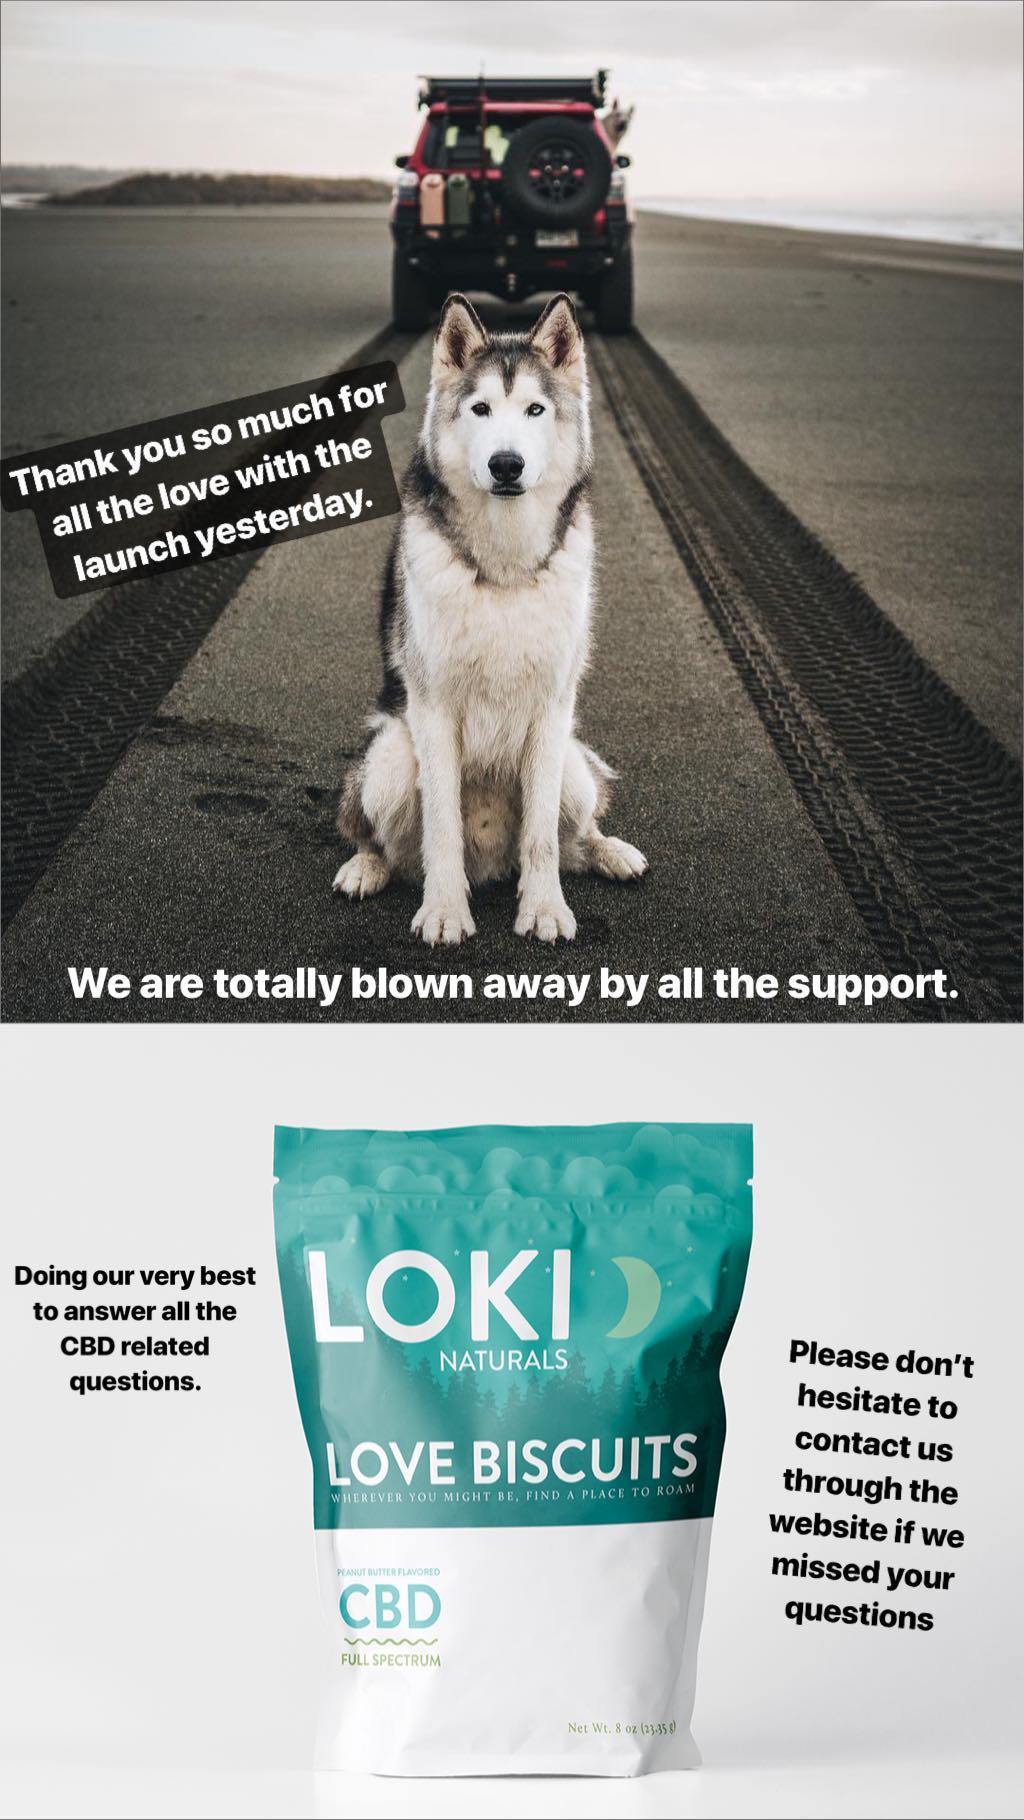 Thank you so much for
all the love with the
launch yesterday.
We are totally blown away by all the support.
LOKI
NATURALS
LOVE BISCUITS
WHEREVER YOU MIGHT BE, FIND A PLACE TO ROAM
PEANUT BUTTER FLAVORED
CBD
FULL SPECTRUM
Net Wt. 8 oz (23.35 g)
Doing our very best
to answer all the
CBD related
questions.
Please don't
hesitate to
contact us
through the
website if we
missed your
questions